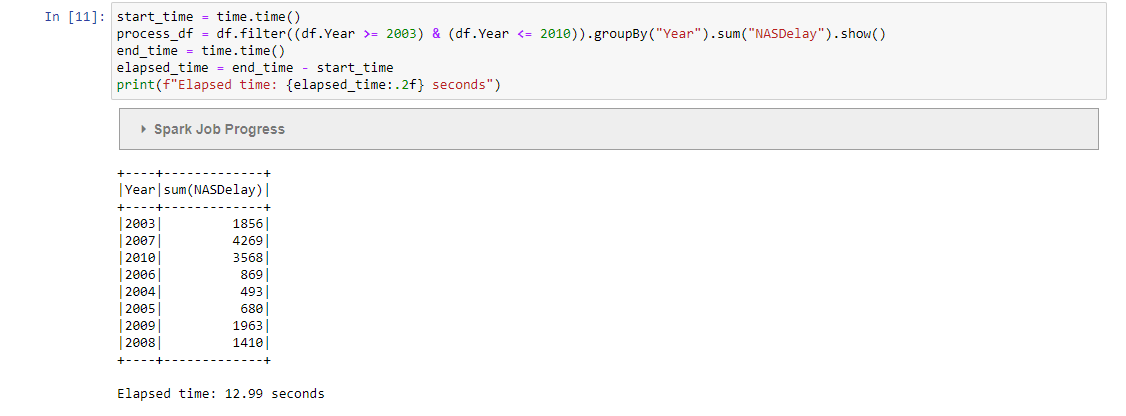 In [11]: start_time = time.time()
process_df = df.filter((df.Year >= 2003) & (df.Year <= 2010)).groupBy("Year").sum("NASDelay").show()
end_time = time.time()
elapsed_time = end_time - start_time
print(f"Elapsed time: {elapsed_time:.2f} seconds")
Spark Job Progress
+----+-------------+
|Year|sum(NASDelay)|
+----+-------------+
|2003|         1856|
|2007|         4269|
|2010|         3568|
|2006|          869|
|2004|          493|
|2005|          680|
|2009|         1963|
|2008|         1410|
+----+-------------+
Elapsed time: 12.99 seconds